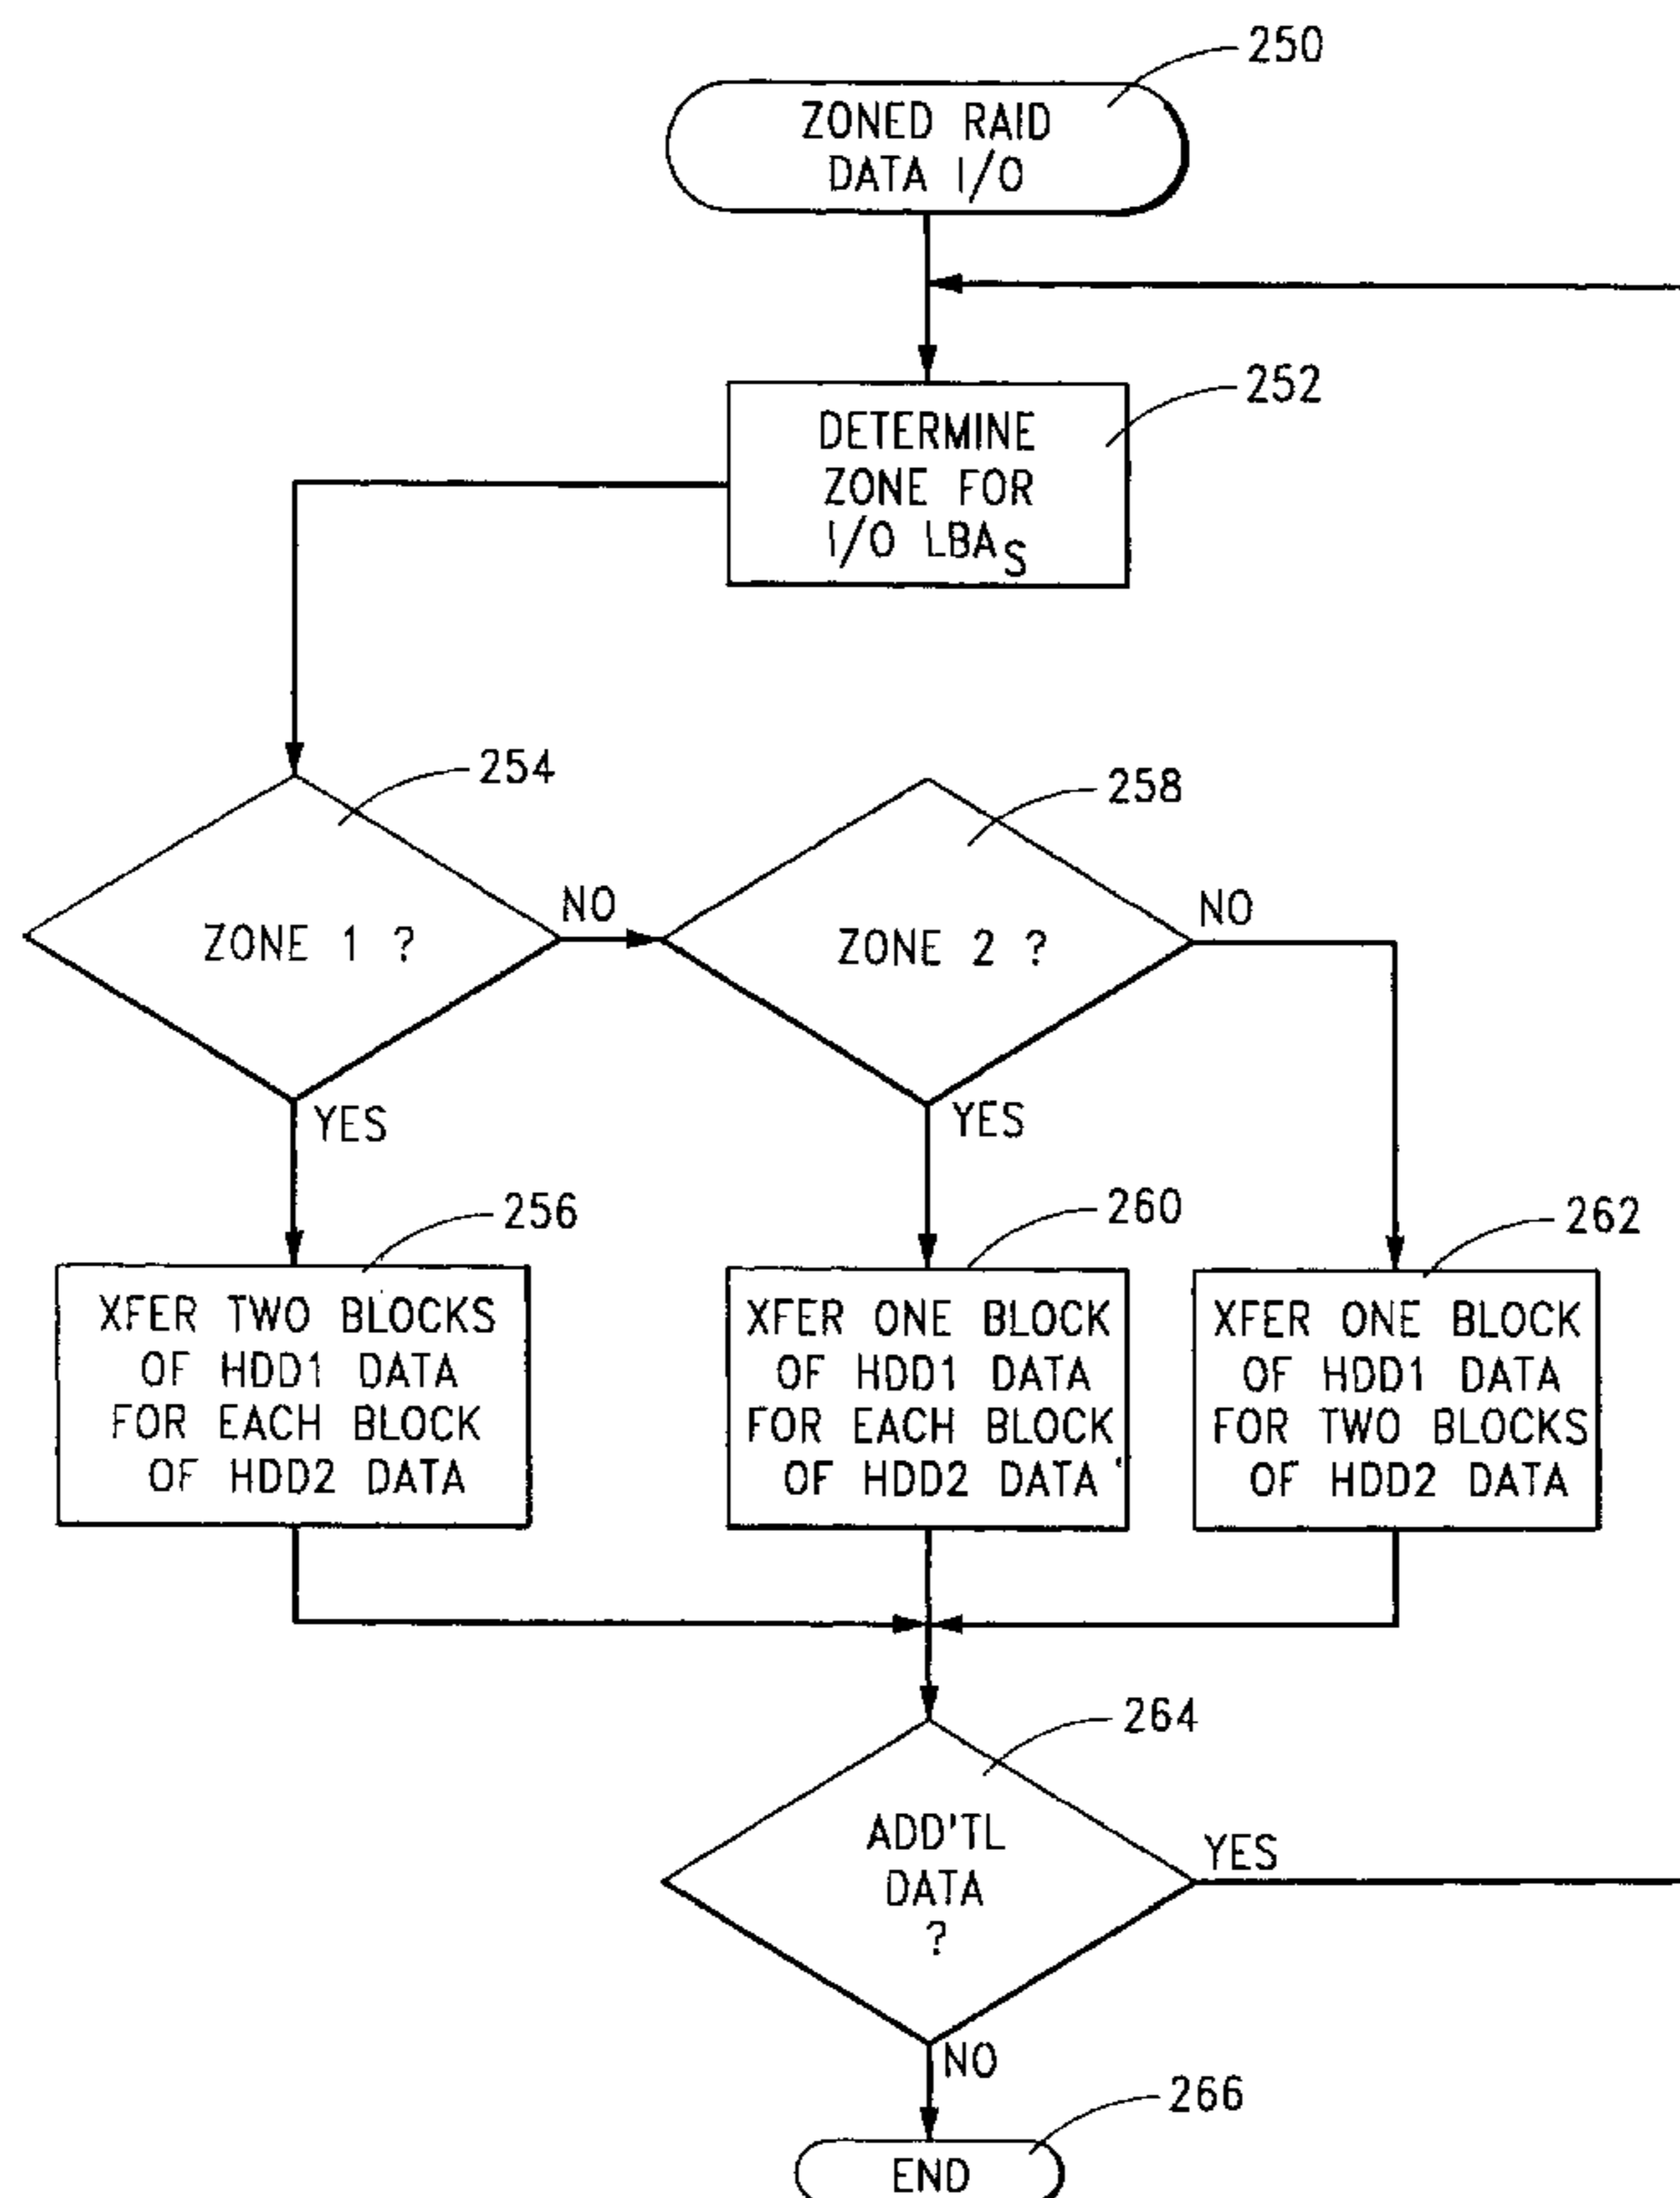 250
ZONED RAID
DATA I/O
252
DETERMINE
ZONE FOR
I/O LBAS
254
258
ZONE 1 ?
NO
ZONE 2 ?
NO
YES
YES
256
260
262
XFER TWO BLOCKS
OF HDD1 DATA
FOR EACH BLOCK
OF HDD2 DATA
XFER ONE BLOCK
OF HDD1 DATA
FOR EACH BLOCK
OF HDD2 DATA
XFER ONE BLOCK
OF HDD1 DATA
FOR TWO BLOCKS
OF HDD2 DATA
264
ADD'TL
DATA
?
YES
NO
266
END